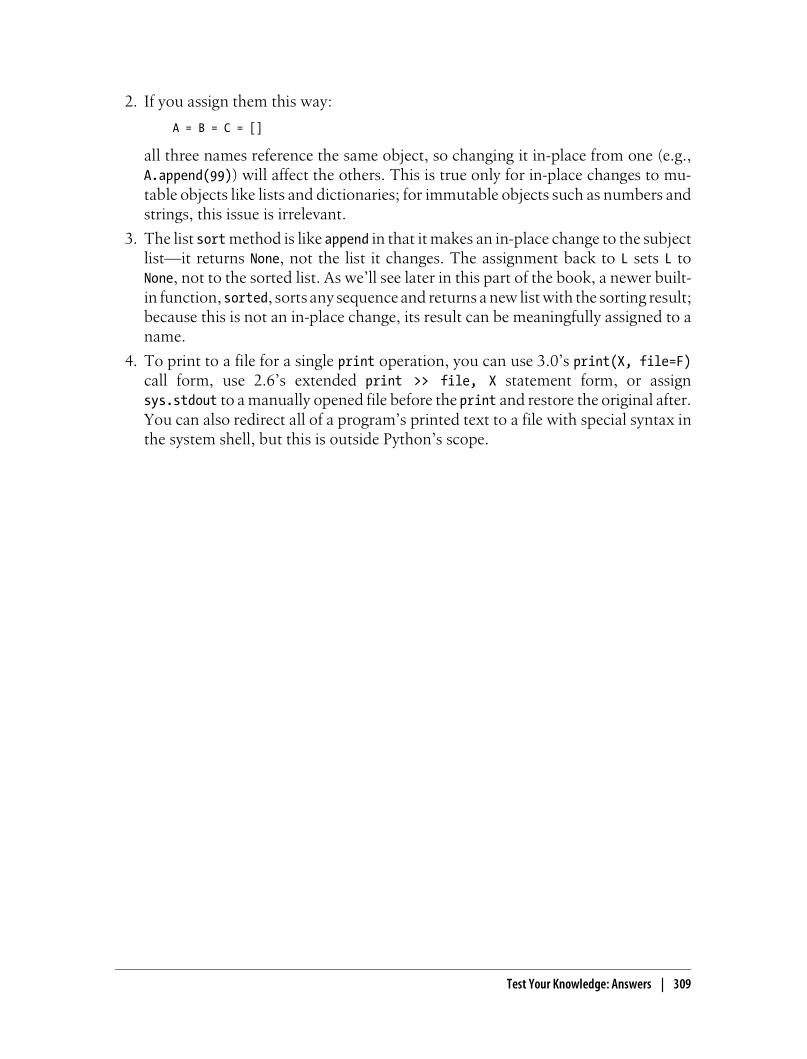 2. If you assign them this way:
A = B = C = []
all three names reference the same object, so changing it in-place from one (e.g.,
A.append(99)) will affect the others. This is true only for in-place changes to mu-
table objects like lists and dictionaries; for immutable objects such as numbers and
strings, this issue is irrelevant.
3. The list sort method is like append in that it makes an in-place change to the subject
list—it returns None, not the list it changes. The assignment back to L sets L to
None, not to the sorted list. As we’ll see later in this part of the book, a newer built-
in function, sorted, sorts any sequence and returns a new list with the sorting result;
because this is not an in-place change, its result can be meaningfully assigned to a
name.
4. To print to a file for a single print operation, you can use 3.0’s print(X, file=F)
call form, use 2.6’s extended print >> file, X statement form, or assign
sys.stdout to a manually opened file before the print and restore the original after.
You can also redirect all of a program’s printed text to a file with special syntax in
the system shell, but this is outside Python’s scope.
Test Your Knowledge: Answers | 309